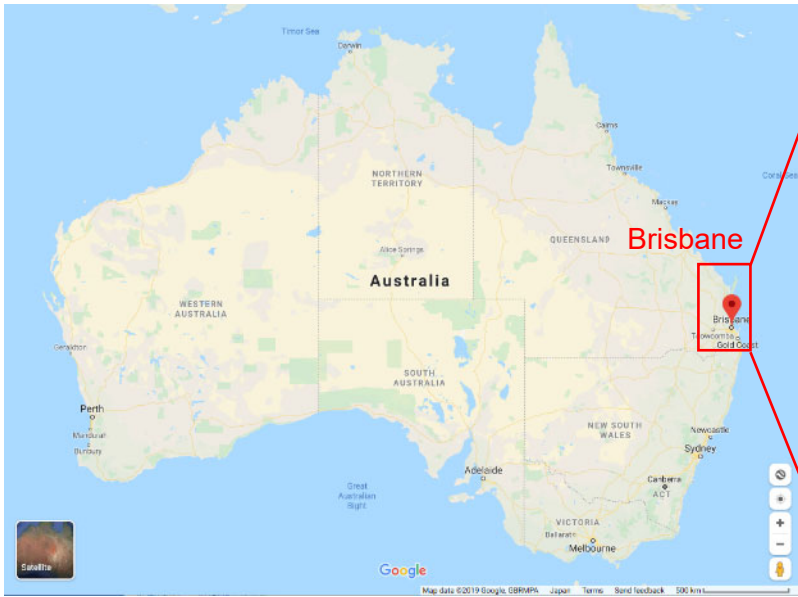 Timor Sea
Darwin
Cairns
Townsville
Coral Sea
NORTHERN
TERRITORY
Mackay
QUEENSLAND
Brisbane
Alice Springs
Australia
WESTERN
AUSTRALIA
Brisbane
Toowoomba
Gold Coast
Geraldton
SOUTH
AUSTRALIA
Perth
Mandurah
Bunbury
NEW SOUTH
WALES
Newcastle
Sydney
Adelaide
Canberra
ACT
Great
Australian
Bight
VICTORIA
Ballarat
Melbourne
Satellite
Google
Map data ©2019 Google, GBRMPA Japan Terms Send feedback 500 km